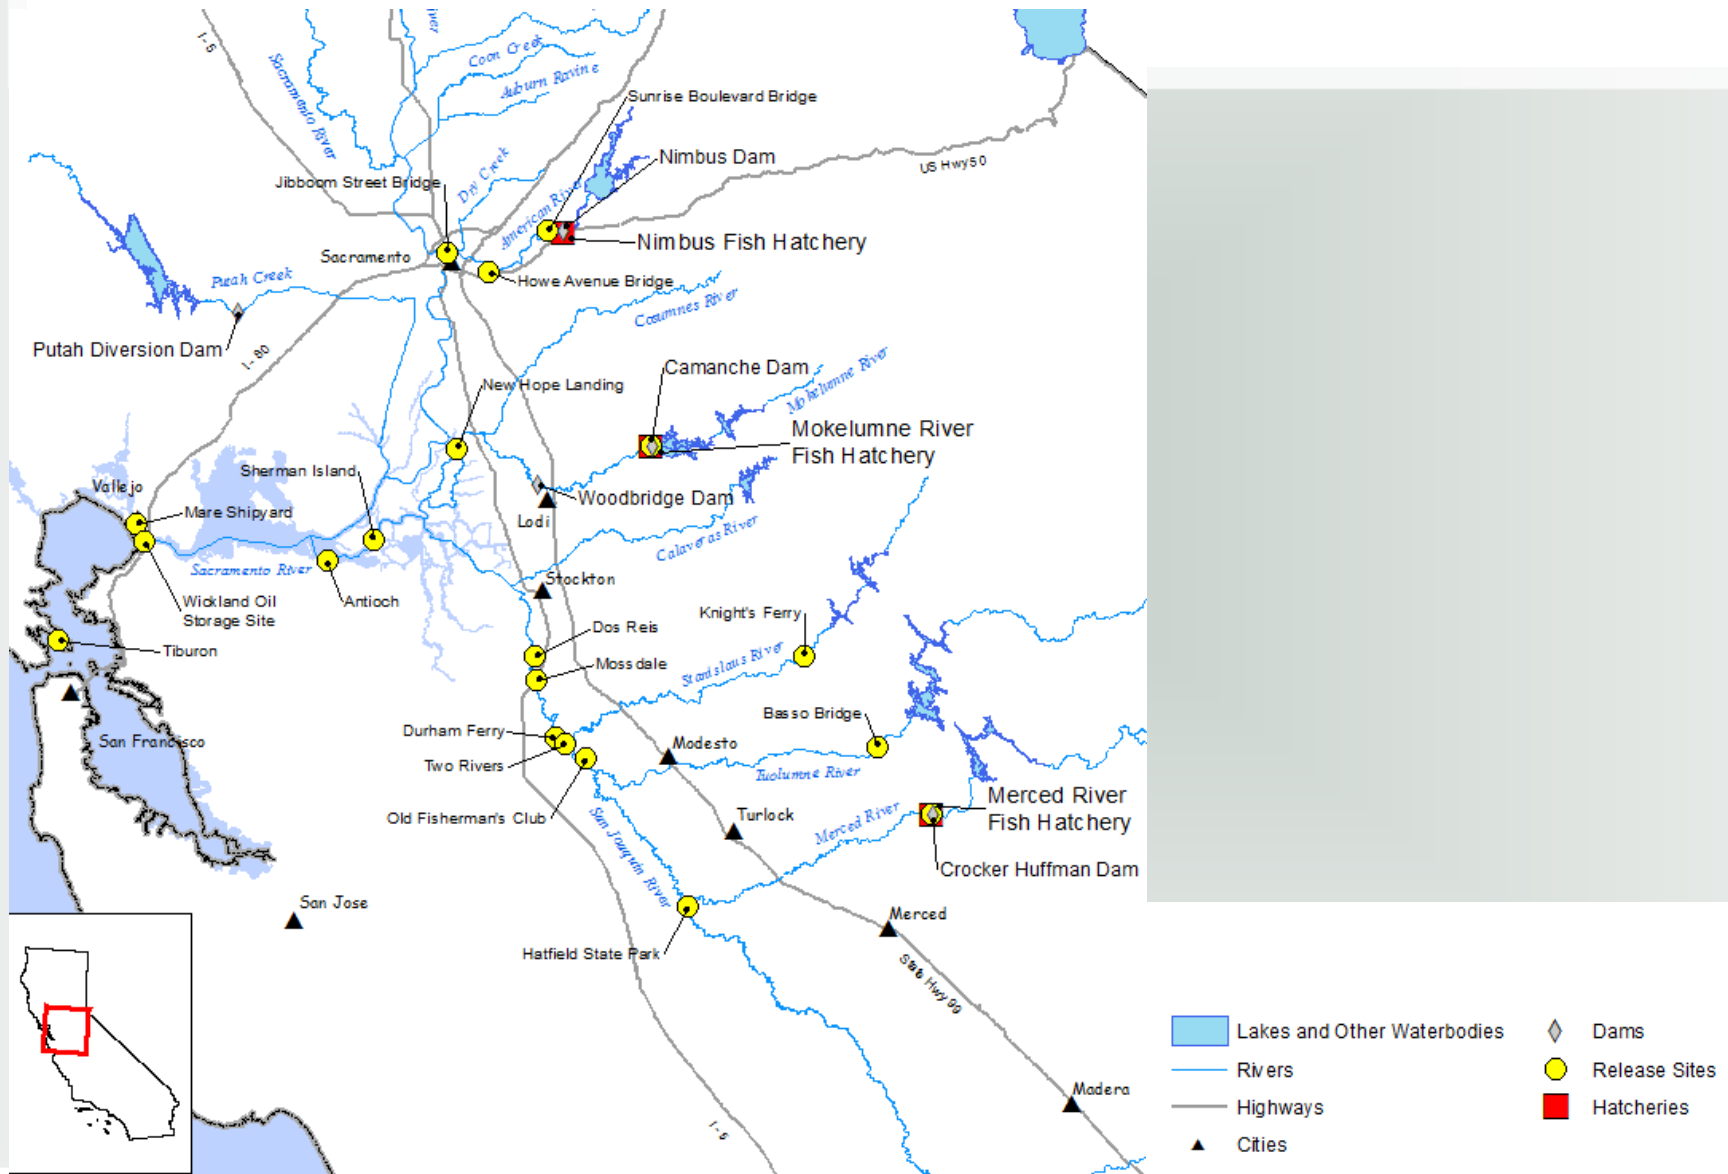 I-5
River
Coon Creek
Auburn Ravine
Sacramento River
Sunrise Boulevard Bridge
Nimbus Dam
US Hwy 50
Dry Creek
Jibboom Street Bridge
American River
Nimbus Fish Hatchery
Sacramento
Putah Creek
Howe Avenue Bridge
Cosumnes River
Putah Diversion Dam
I-80
Camanche Dam
Mokelumne River
New Hope Landing
Mokelumne River
Fish Hatchery
Sherman Island
Vallejo
Woodbridge Dam
Mare Shipyard
Lodi
Calaveras River
Sacramento River
Stockton
Wickland Oil
Storage Site
Antioch
Knight's Ferry
Dos Reis
Tiburon
Mossdale
Stanislaus River
Basso Bridge
Durham Ferry
San Francisco
Modesto
Two Rivers
Tuolumne River
Merced River
Fish Hatchery
Old Fisherman's Club
Turlock
Merced River
San Joaquin River
Crocker Huffman Dam
San Jose
Merced
Hatfield State Park
State Hwy 99
Madera
I-5
Lakes and Other Waterbodies
Rivers
Highways
Cities
Dams
Release Sites
Hatcheries